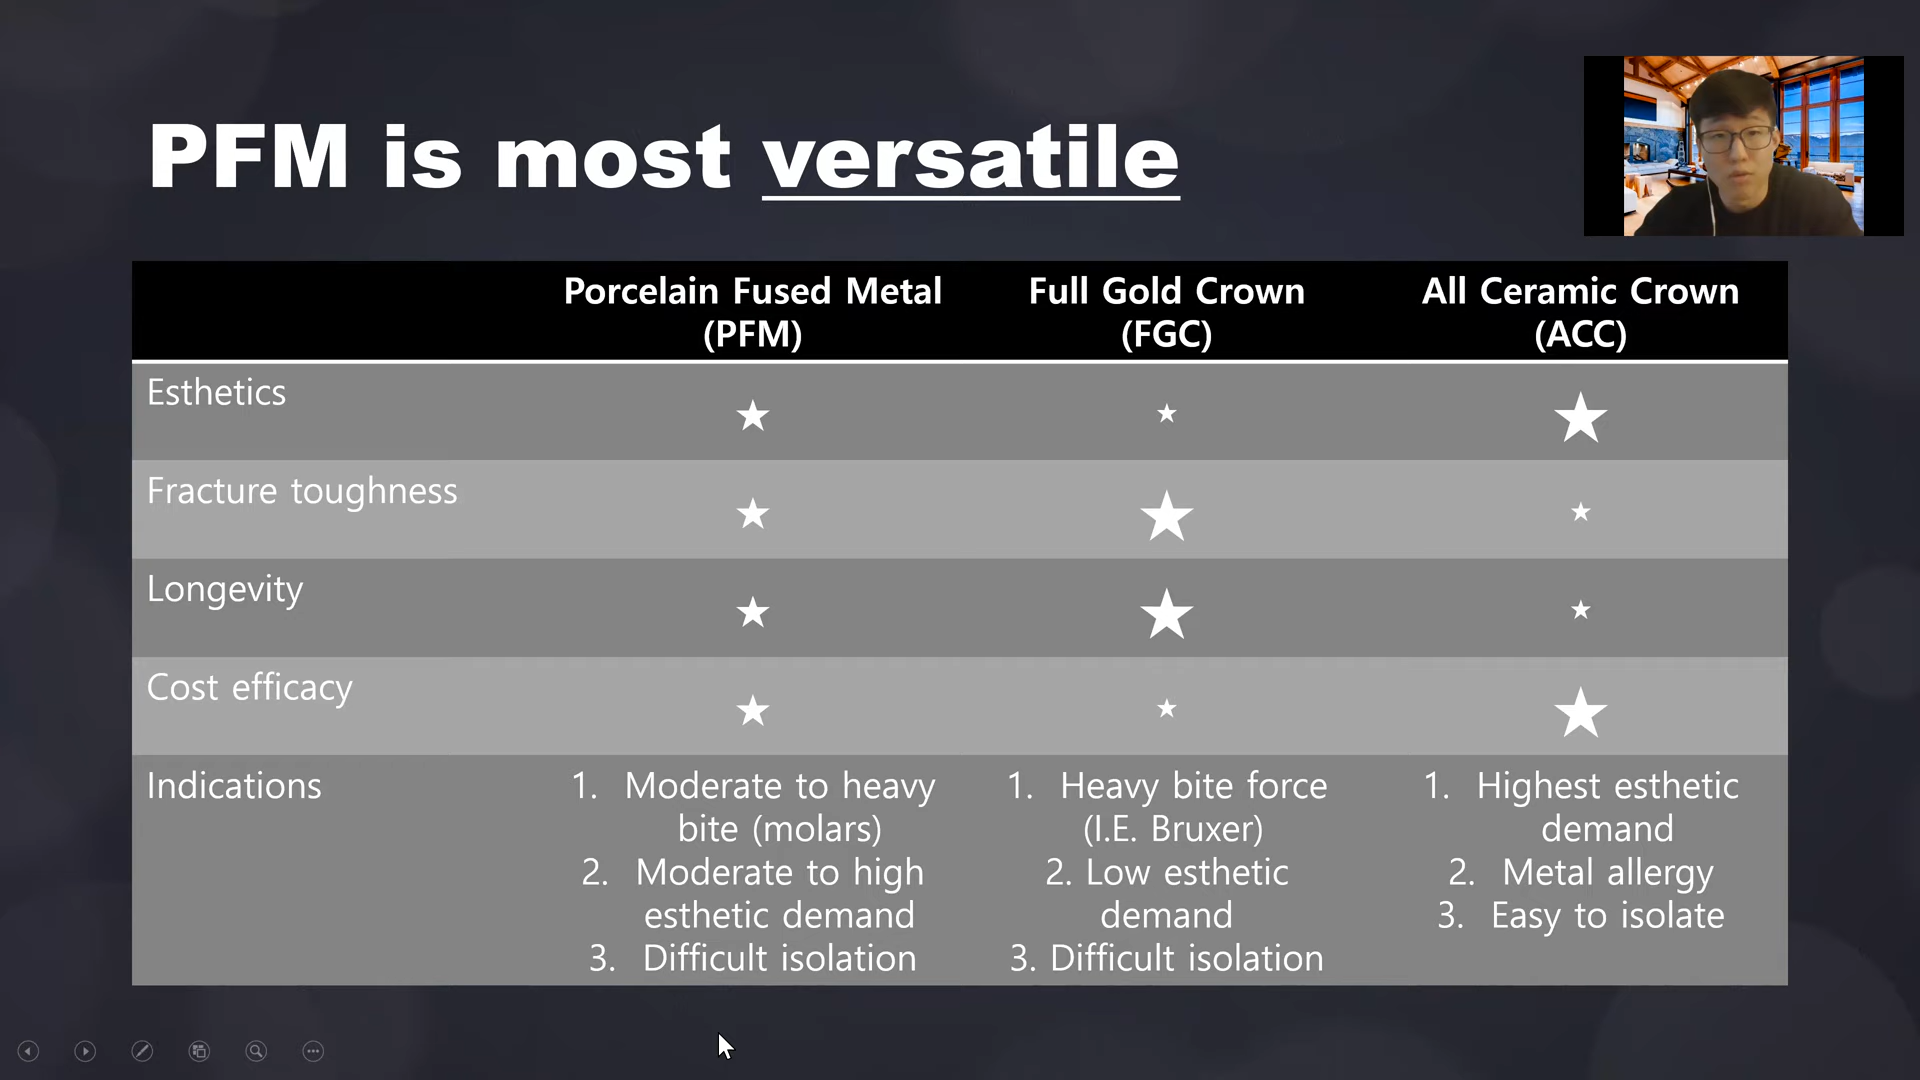 PFM is most versatile
Porcelain Fused Metal
(PFM)
Full Gold Crown
(FGC)
All Ceramic Crown
(ACC)
Esthetics
Fracture toughness
Longevity
Cost efficacy
Indications
1. Moderate to heavy
bite (molars)
2. Moderate to high
esthetic demand
3. Difficult isolation
1. Heavy bite force
(I.E. Bruxer)
2. Low esthetic
demand
3. Difficult isolation
1. Highest esthetic
demand
2. Metal allergy
3. Easy to isolate